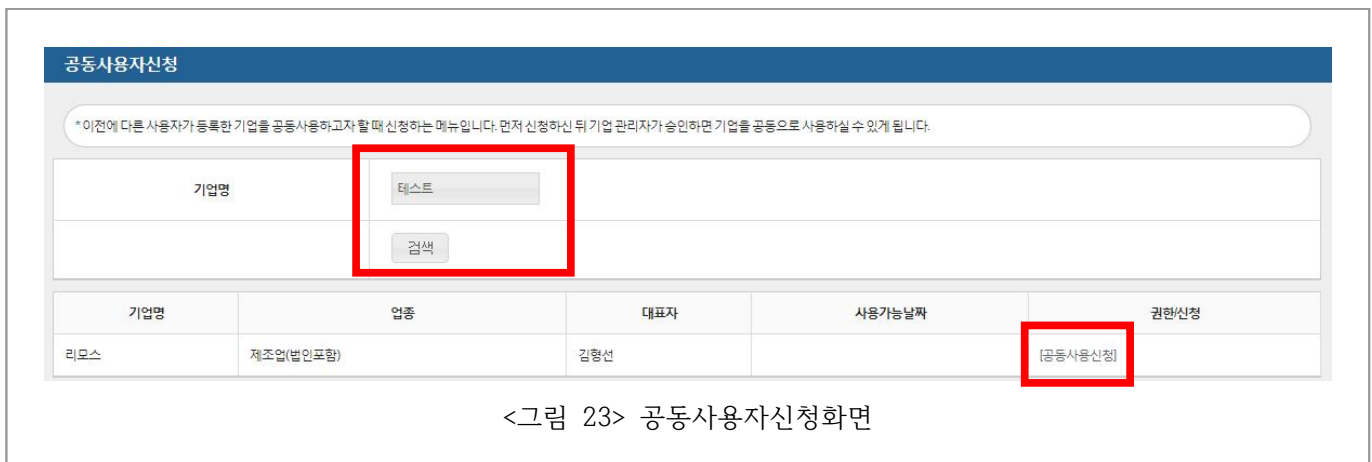 공동사용자신청
*이전에 다른 사용자가 등록한 기업을 공동사용하고자 할 때 신청하는 메뉴입니다. 먼저 신청하신 뒤 기업 관리자가 승인하면 기업을 공동으로 사용하실 수 있게 됩니다.
기업명 테스트
검색
기업명 업종 대표자 사용가능날짜 권한/신청
리모스 제조업(법인포함) 김형선 [공동사용신청]
<그림 23> 공동사용자신청화면